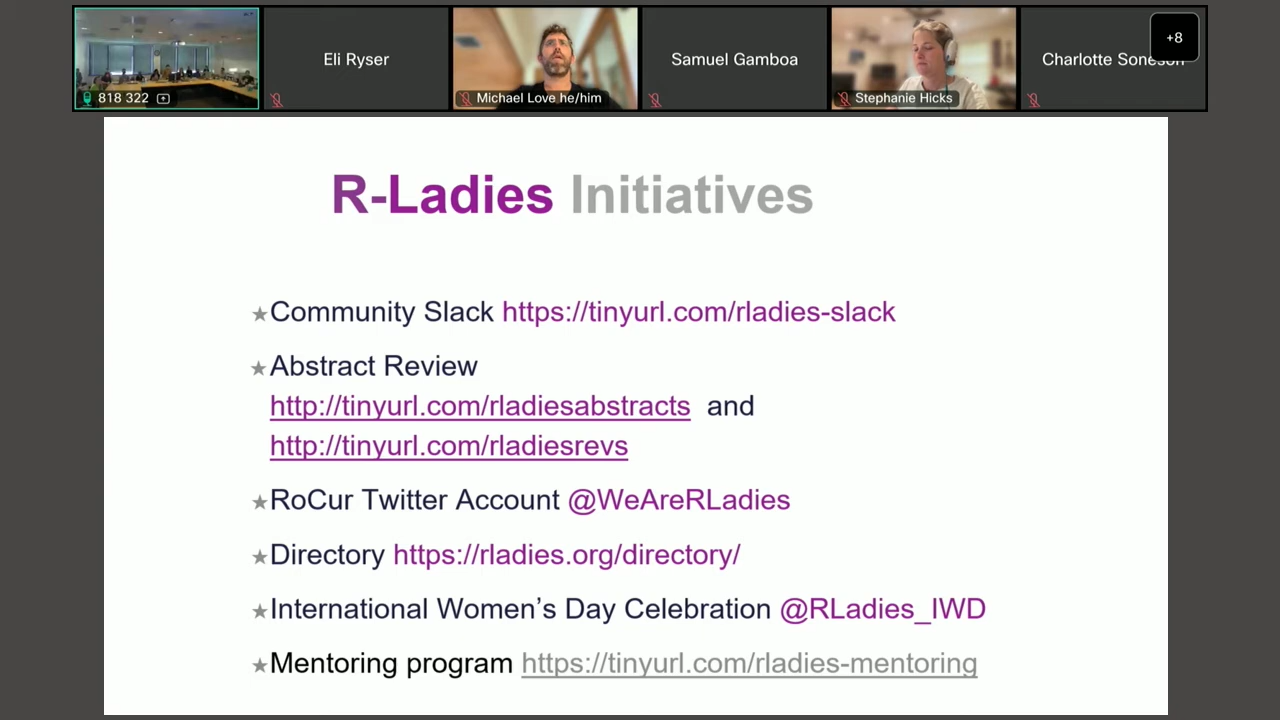 818 322
Eli Ryser
Michael Love he/him
Samuel Gamboa
Stephanie Hicks
Charlotte Soneson
+8
R-Ladies Initiatives
★Community Slack https://tinyurl.com/rladies-slack
★Abstract Review
http://tinyurl.com/rladiesabstracts and
http://tinyurl.com/rladiesrevs
★RoCur Twitter Account @WeAreRLadies
★Directory https://rladies.org/directory/
★International Women’s Day Celebration @RLadies_IWD
★Mentoring program https://tinyurl.com/rladies-mentoring